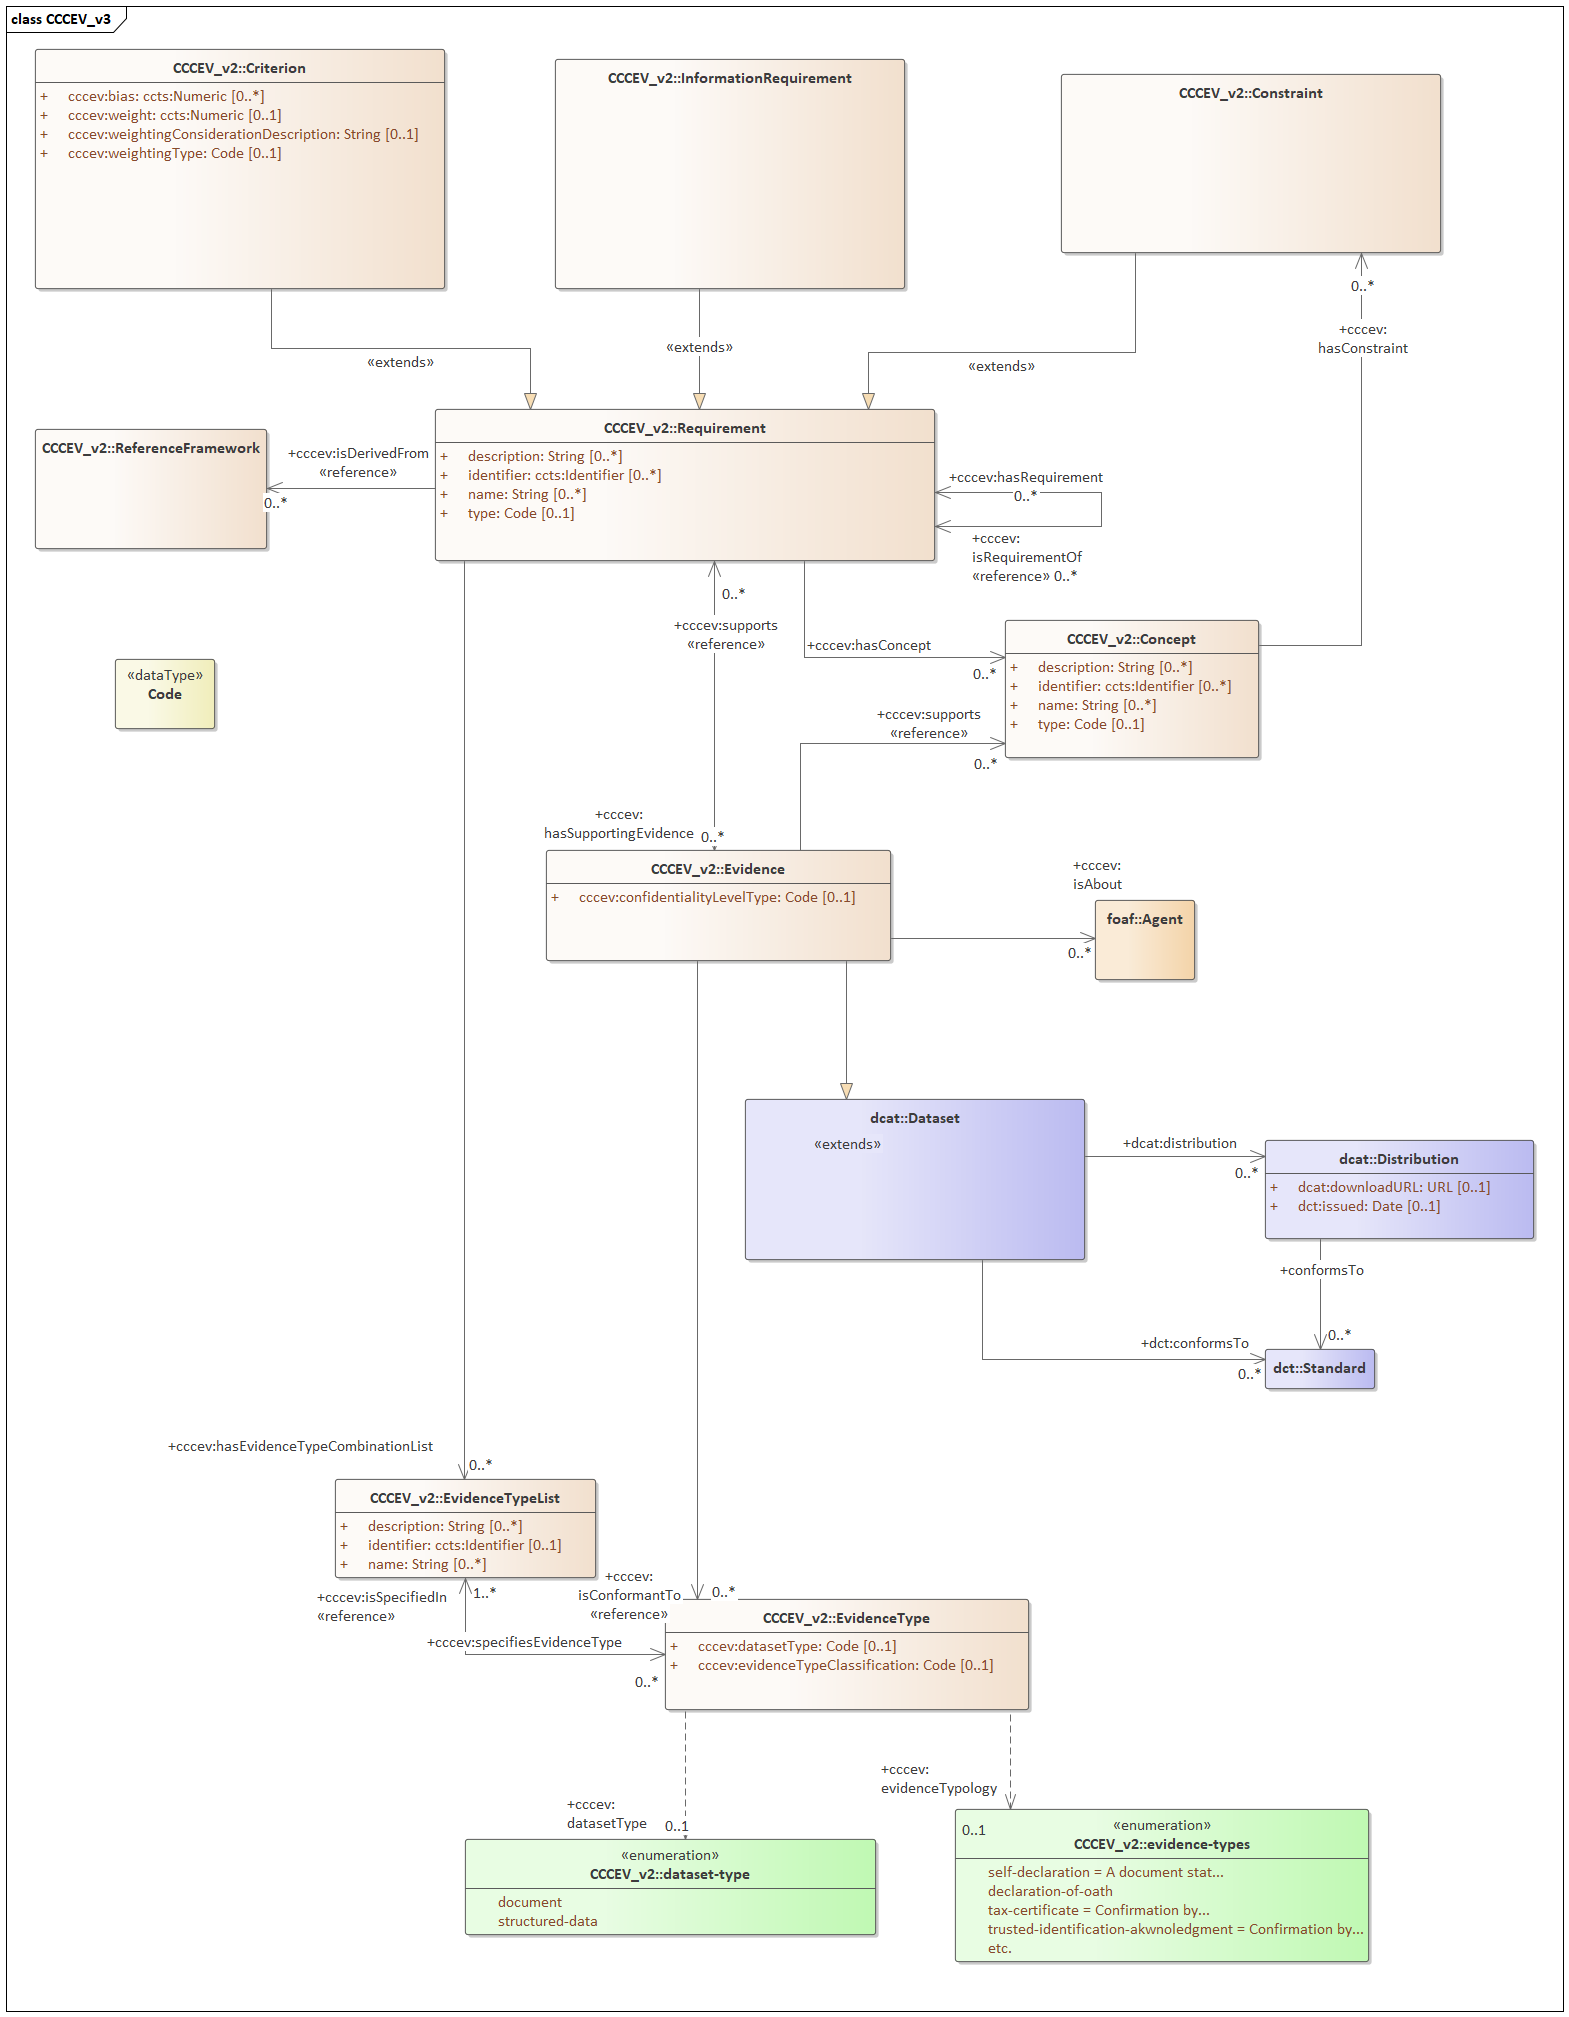 class CCCEV_v3
CCCEV_v2::Criterion
+ cccev:bias: ccts:Numeric [0..*]
+ cccev:weight: ccts:Numeric [0..1]
+ cccev:weightingConsiderationDescription: String [0..1]
+ cccev:weightingType: Code [0..1]
CCCEV_v2::InformationRequirement
CCCEV_v2::Constraint
0..*
+cccev:
hasConstraint
«extends»
«extends»
«extends»
CCCEV_v2::ReferenceFramework
+cccev:isDerivedFrom
«reference»
0..*
CCCEV_v2::Requirement
+ description: String [0..*]
+ identifier: ccts:Identifier [0..*]
+ name: String [0..*]
+ type: Code [0..1]
+cccev:hasRequirement
0..*
+cccev:
isRequirementOf
«reference» 0..*
0..*
+cccev:supports
«reference»
+cccev:hasConcept
0..*
CCCEV_v2::Concept
+ description: String [0..*]
+ identifier: ccts:Identifier [0..*]
+ name: String [0..*]
+ type: Code [0..1]
«dataType»
Code
+cccev:supports
«reference»
0..*
+cccev:
hasSupportingEvidence 0..*
CCCEV_v2::Evidence
+ cccev:confidentialityLevelType: Code [0..1]
+cccev:
isAbout
0..*
foaf::Agent
dcat::Dataset
«extends»
+dcat:distribution
0..*
dcat::Distribution
+ dcat:downloadURL: URL [0..1]
+ dct:issued: Date [0..1]
+conformsTo
0..*
+dct:conformsTo
0..*
dct::Standard
+cccev:hasEvidenceTypeCombinationList
0..*
CCCEV_v2::EvidenceTypeList
+ description: String [0..*]
+ identifier: ccts:Identifier [0..1]
+ name: String [0..*]
+cccev:isSpecifiedIn
«reference»
1..*
+cccev:
isConformantTo
«reference»
0..*
+cccev:specifiesEvidenceType
0..*
CCCEV_v2::EvidenceType
+ cccev:datasetType: Code [0..1]
+ cccev:evidenceTypeClassification: Code [0..1]
+cccev:
datasetType
0..1
+cccev:
evidenceTypology
0..1
«enumeration»
CCCEV_v2::dataset-type
document
structured-data
«enumeration»
CCCEV_v2::evidence-types
self-declaration = A document stat...
declaration-of-oath
tax-certificate = Confirmation by...
trusted-identification-akwnoledgment = Confirmation by...
etc.